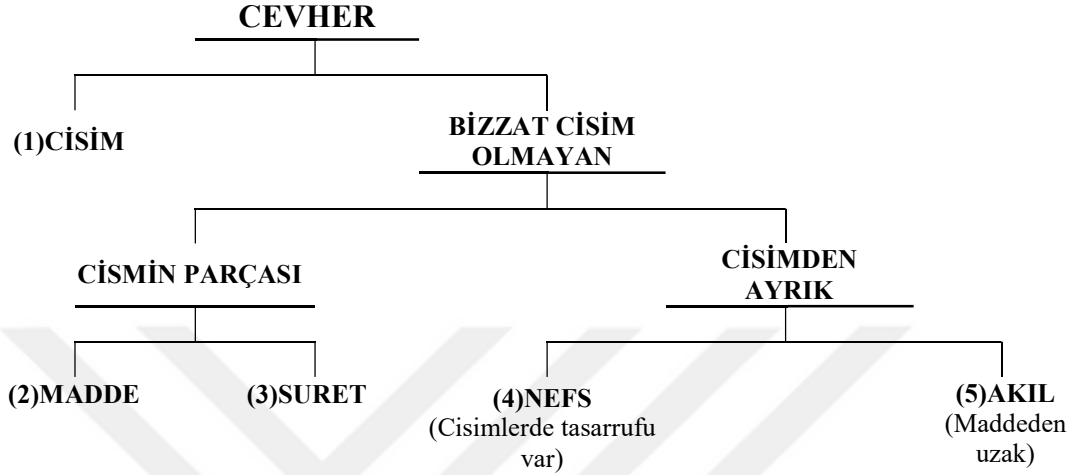 CEVHER
(1)CİSİM
BİZZAT CİSİM
OLMAYAN
CİSMİN PARÇASI
CİSİMDEN
AYRIK
(2)MADDE
(3)SURET
(4)NEFS
(Cisimlerde tasarrufu
var)
(5)AKIL
(Maddeden
uzak)